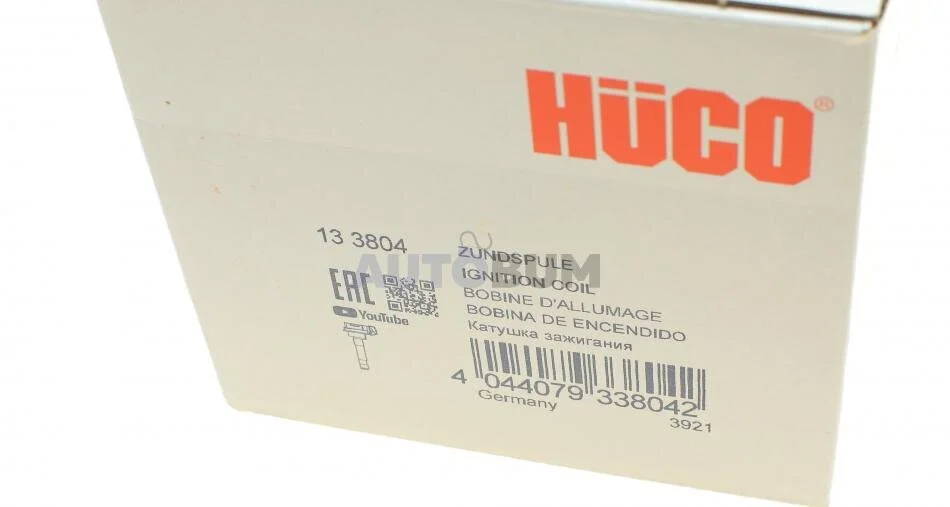 HÜCO®
13 3804
EAC
YouTube
ZUNDSPULE
IGNITION COIL
BOBINE D'ALLUMAGE
BOBINA DE ENCENDIDO
Катушка зажигания
4 044079 338042
Germany
3921
AUTOBUM